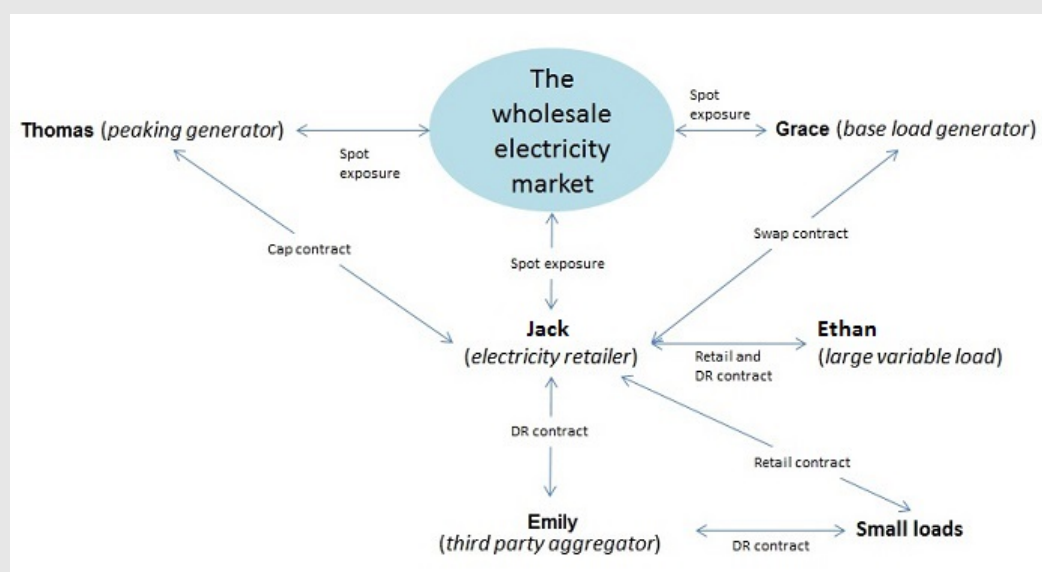 The
wholesale
electricity
market
Thomas (peaking generator)
Spot
exposure
Spot
exposure
Grace (base load generator)
Cap contract
Spot exposure
Swap contract
Jack
(electricity retailer)
Retail and
DR contract
Ethan
(large variable load)
DR contract
Retail contract
Emily
(third party aggregator)
DR contract
Small loads